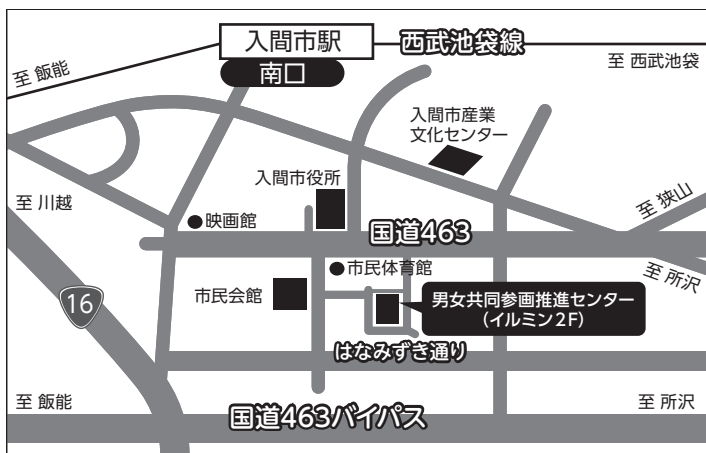 入間市駅
西武池袋線
南口
至 飯能
至 西武池袋
入間市産業
文化センター
入間市役所
至 川越
映画館
至 狭山
国道463
市民体育館
至 所沢
16
市民会館
男女共同参画推進センター
(イルミン2F)
はなみずき通り
至 飯能
国道463バイパス
至 所沢